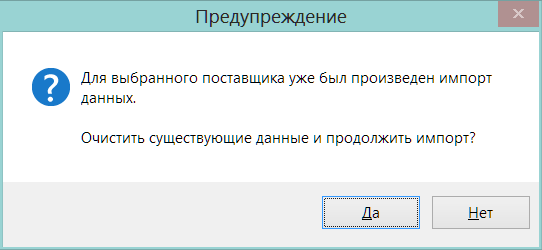 Предупреждение
Для выбранного поставщика уже был произведен импорт
данных.
Очистить существующие данные и продолжить импорт?
Да
Нет